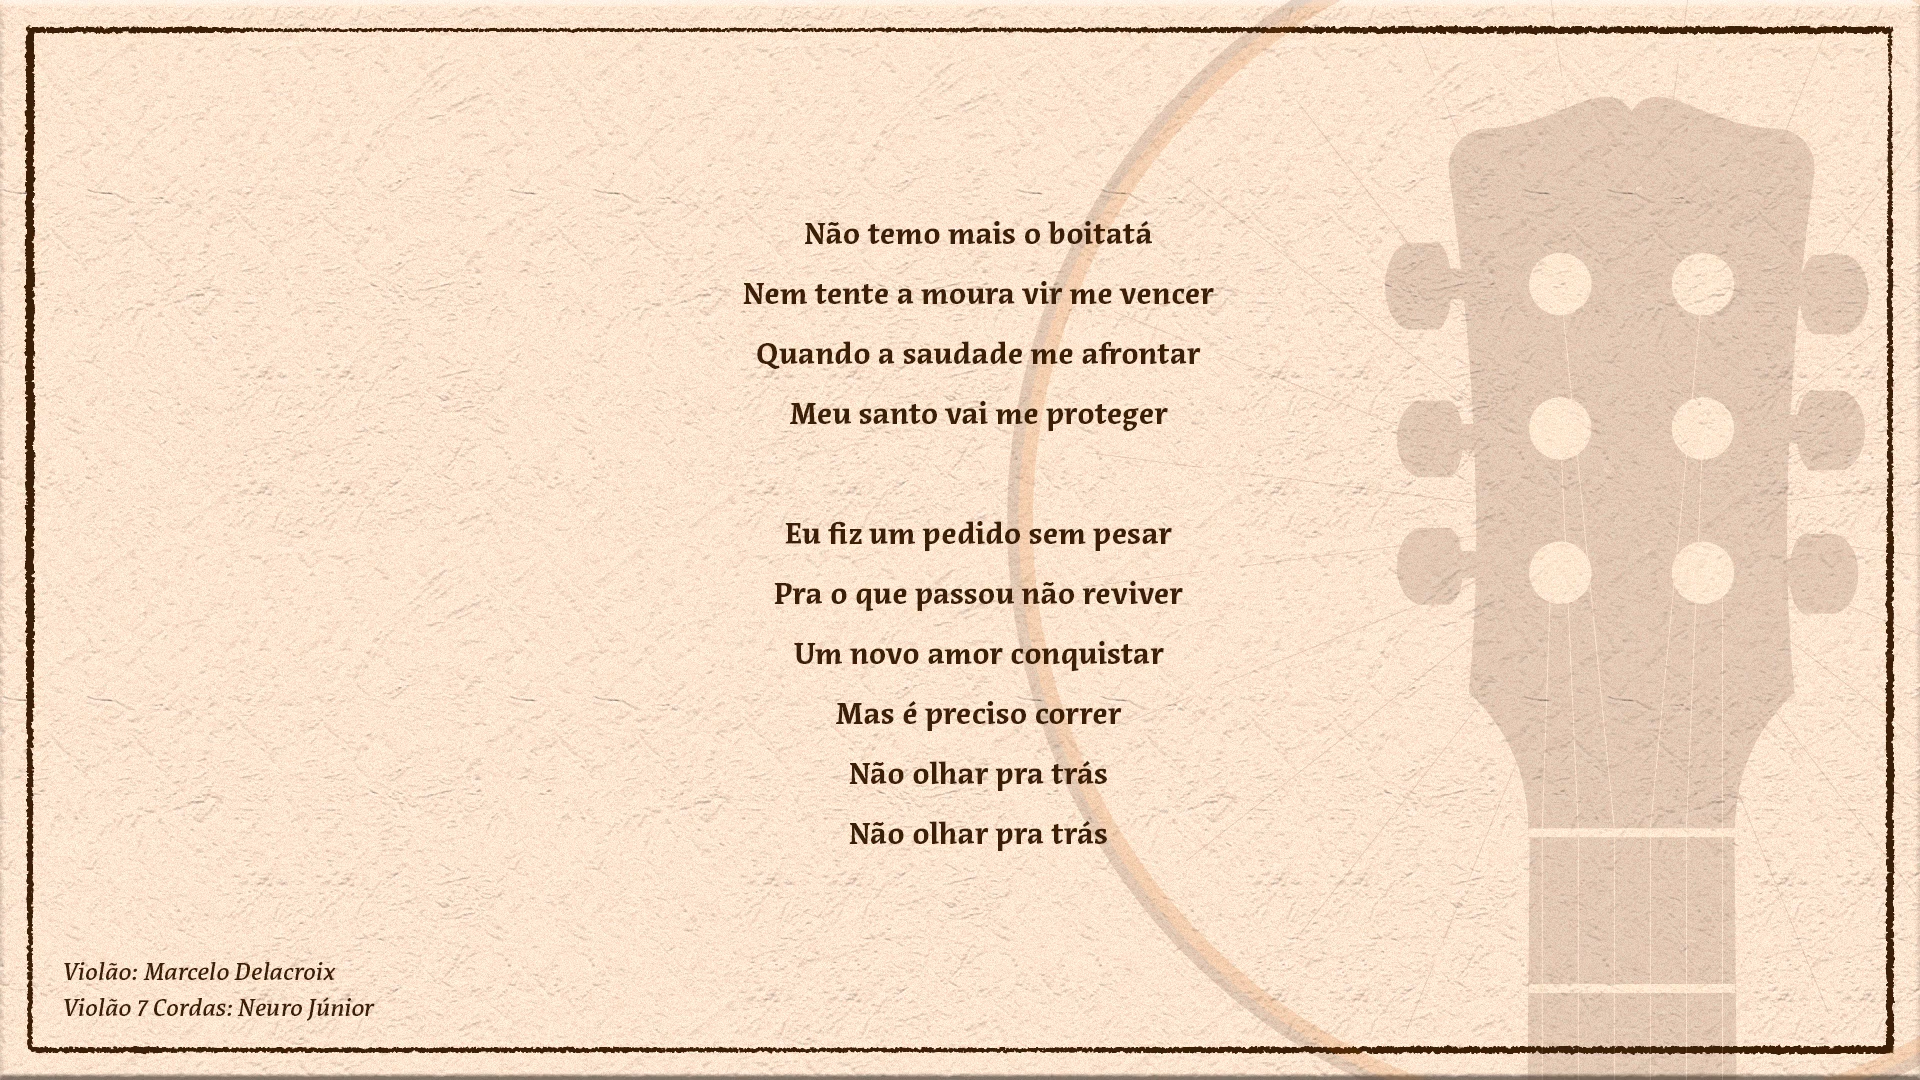 Não temo mais o boitatá
Nem tente a moura vir me vencer
Quando a saudade me afrontar
Meu santo vai me proteger
Eu fiz um pedido sem pesar
Pra o que passou não reviver
Um novo amor conquistar
Mas é preciso correr
Não olhar pra trás
Não olhar pra trás
Violão: Marcelo Delacroix
Violão 7 Cordas: Neuro Júnior